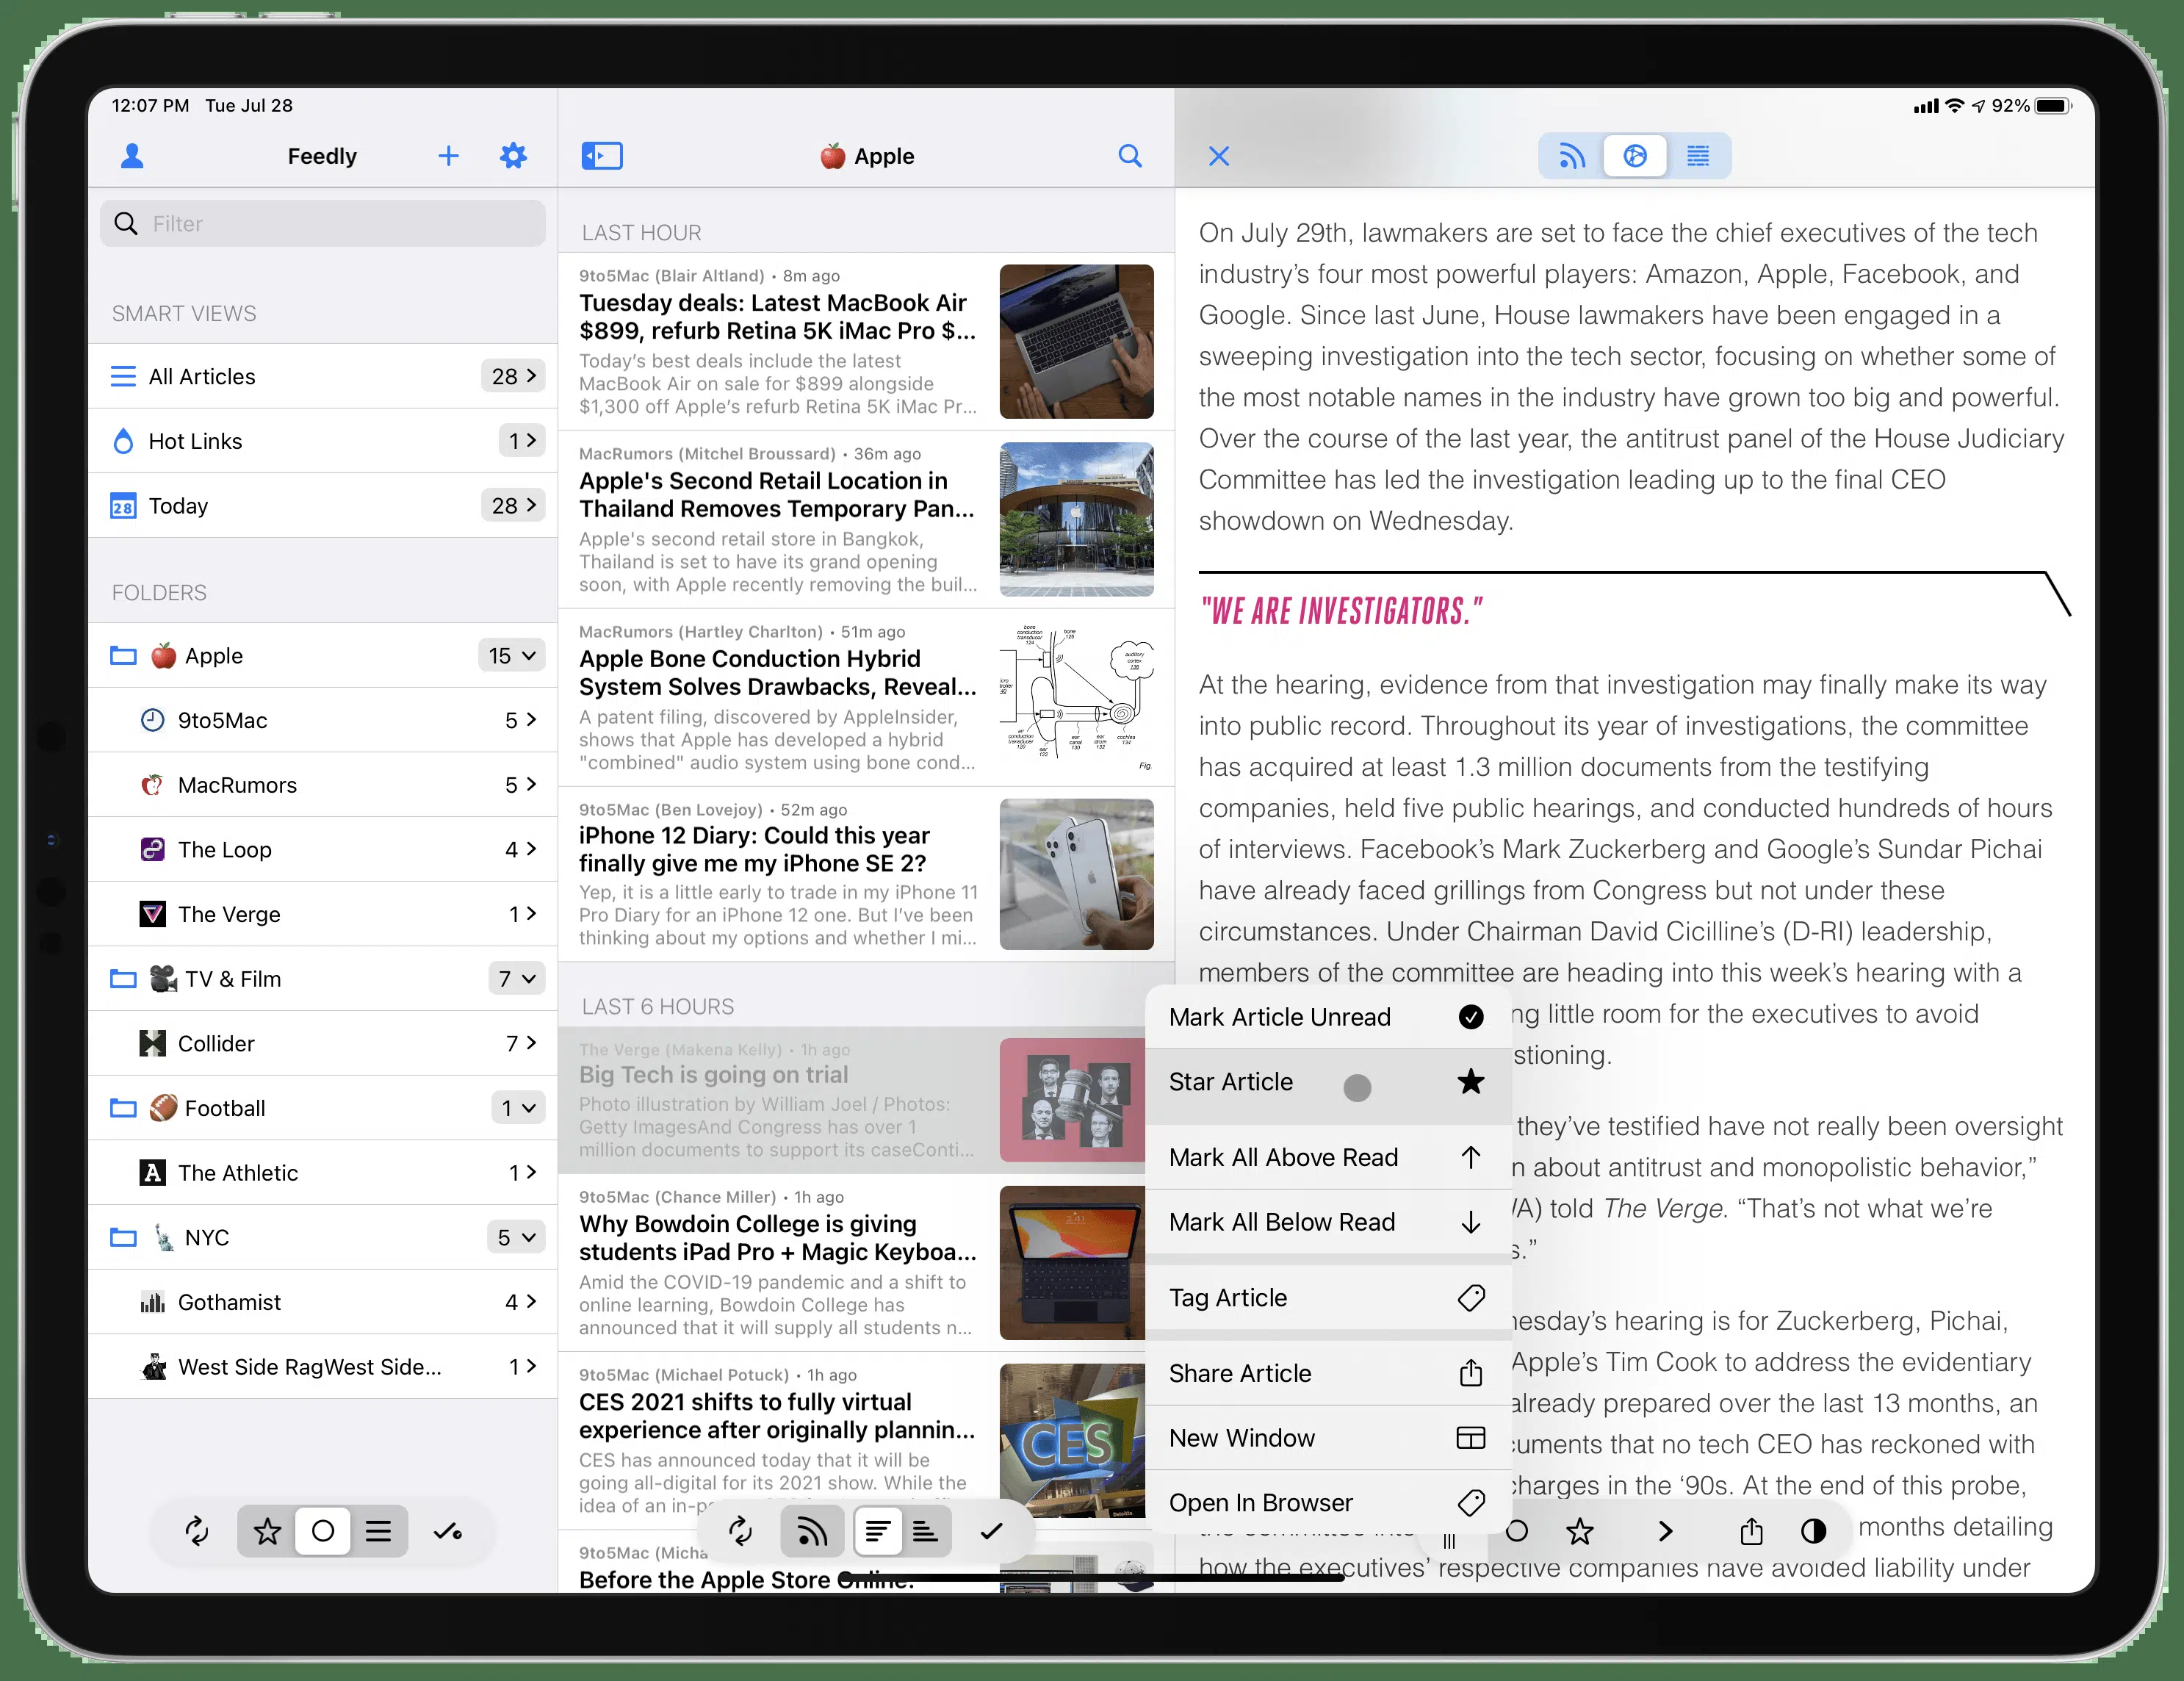 12:07 PM Tue Jul 28
92%
Feedly
Filter
SMART VIEWS
All Articles 28
Hot Links 1
28 Today 28
FOLDERS
Apple 15
9to5Mac 5
MacRumors 5
The Loop 4
The Verge 1
TV & Film 7
Collider 7
Football 1
A The Athletic 1
NYC 5
Gothamist 4
West Side RagWest Side... 1
Apple
LAST HOUR
9to5Mac (Blair Altland) • 8m ago
Tuesday deals: Latest MacBook Air
$899, refurb Retina 5K iMac Pro $...
Today's best deals include the latest
MacBook Air on sale for $899 alongside
$1,300 off Apple's refurb Retina 5K iMac Pr...
MacRumors (Mitchel Broussard) • 36m ago
Apple's Second Retail Location in
Thailand Removes Temporary Pan...
Apple's second retail store in Bangkok,
Thailand is set to have its grand opening
soon, with Apple recently removing the buil...
MacRumors (Hartley Charlton) • 51m ago
Apple Bone Conduction Hybrid
System Solves Drawbacks, Reveal...
A patent filing, discovered by AppleInsider,
shows that Apple has developed a hybrid
"combined" audio system using bone cond...
bone
conduction
transducer
124
bone
auditory
cortex
conduction
transducer
120
ear
canal
130
ear
drum
132
cochlea
134
Fig.
9to5Mac (Ben Lovejoy) • 52m ago
iPhone 12 Diary: Could this year
finally give me my iPhone SE 2?
Yep, it is a little early to trade in my iPhone 11
Pro Diary for an iPhone 12 one. But I've been
thinking about my options and whether I mi...
LAST 6 HOURS
The Verge (Makena Kelly) • 1h ago
Big Tech is going on trial
Photo illustration by William Joel / Photos:
Getty ImagesAnd Congress has over 1
million documents to support its caseConti...
9to5Mac (Chance Miller) • 1h ago
Why Bowdoin College is giving
students iPad Pro + Magic Keyboa...
Amid the COVID-19 pandemic and a shift to
online learning, Bowdoin College has
announced that it will supply all students n...
2:41
9to5Mac (Michael Potuck) • 1h ago
CES 2021 shifts to fully virtual
experience after originally plannin...
CES has announced today that it will be
going all-digital for its 2021 show. While the
idea of an in-pe
CES
9to5Mac (Micha
Before the Apple Store Online:
On July 29th, lawmakers are set to face the chief executives of the tech
industry's four most powerful players: Amazon, Apple, Facebook, and
Google. Since last June, House lawmakers have been engaged in a
sweeping investigation into the tech sector, focusing on whether some of
the most notable names in the industry have grown too big and powerful.
Over the course of the last year, the antitrust panel of the House Judiciary
Committee has led the investigation leading up to the final CEO
showdown on Wednesday.
"WE ARE INVESTIGATORS."
At the hearing, evidence from that investigation may finally make its way
into public record. Throughout its year of investigations, the committee
has acquired at least 1.3 million documents from the testifying
companies, held five public hearings, and conducted hundreds of hours
of interviews. Facebook's Mark Zuckerberg and Google's Sundar Pichai
have already faced grillings from Congress but not under these
circumstances. Under Chairman David Cicilline's (D-RI) leadership,
members of the committee are heading into this week's hearing with a
ng little room for the executives to avoid
stioning.
they've testified have not really been oversight
n about antitrust and monopolistic behavior,"
/A) told The Verge. "That's not what we're
s."
nesday's hearing is for Zuckerberg, Pichai,
Apple's Tim Cook to address the evidentiary
already prepared over the last 13 months, an
cuments that no tech CEO has reckoned with
charges in the '90s. At the end of this probe,
months detailing
how the executives' respective companies have avoided liability under
Mark Article Unread
Star Article
Mark All Above Read
Mark All Below Read
Tag Article
Share Article
New Window
Open In Browser